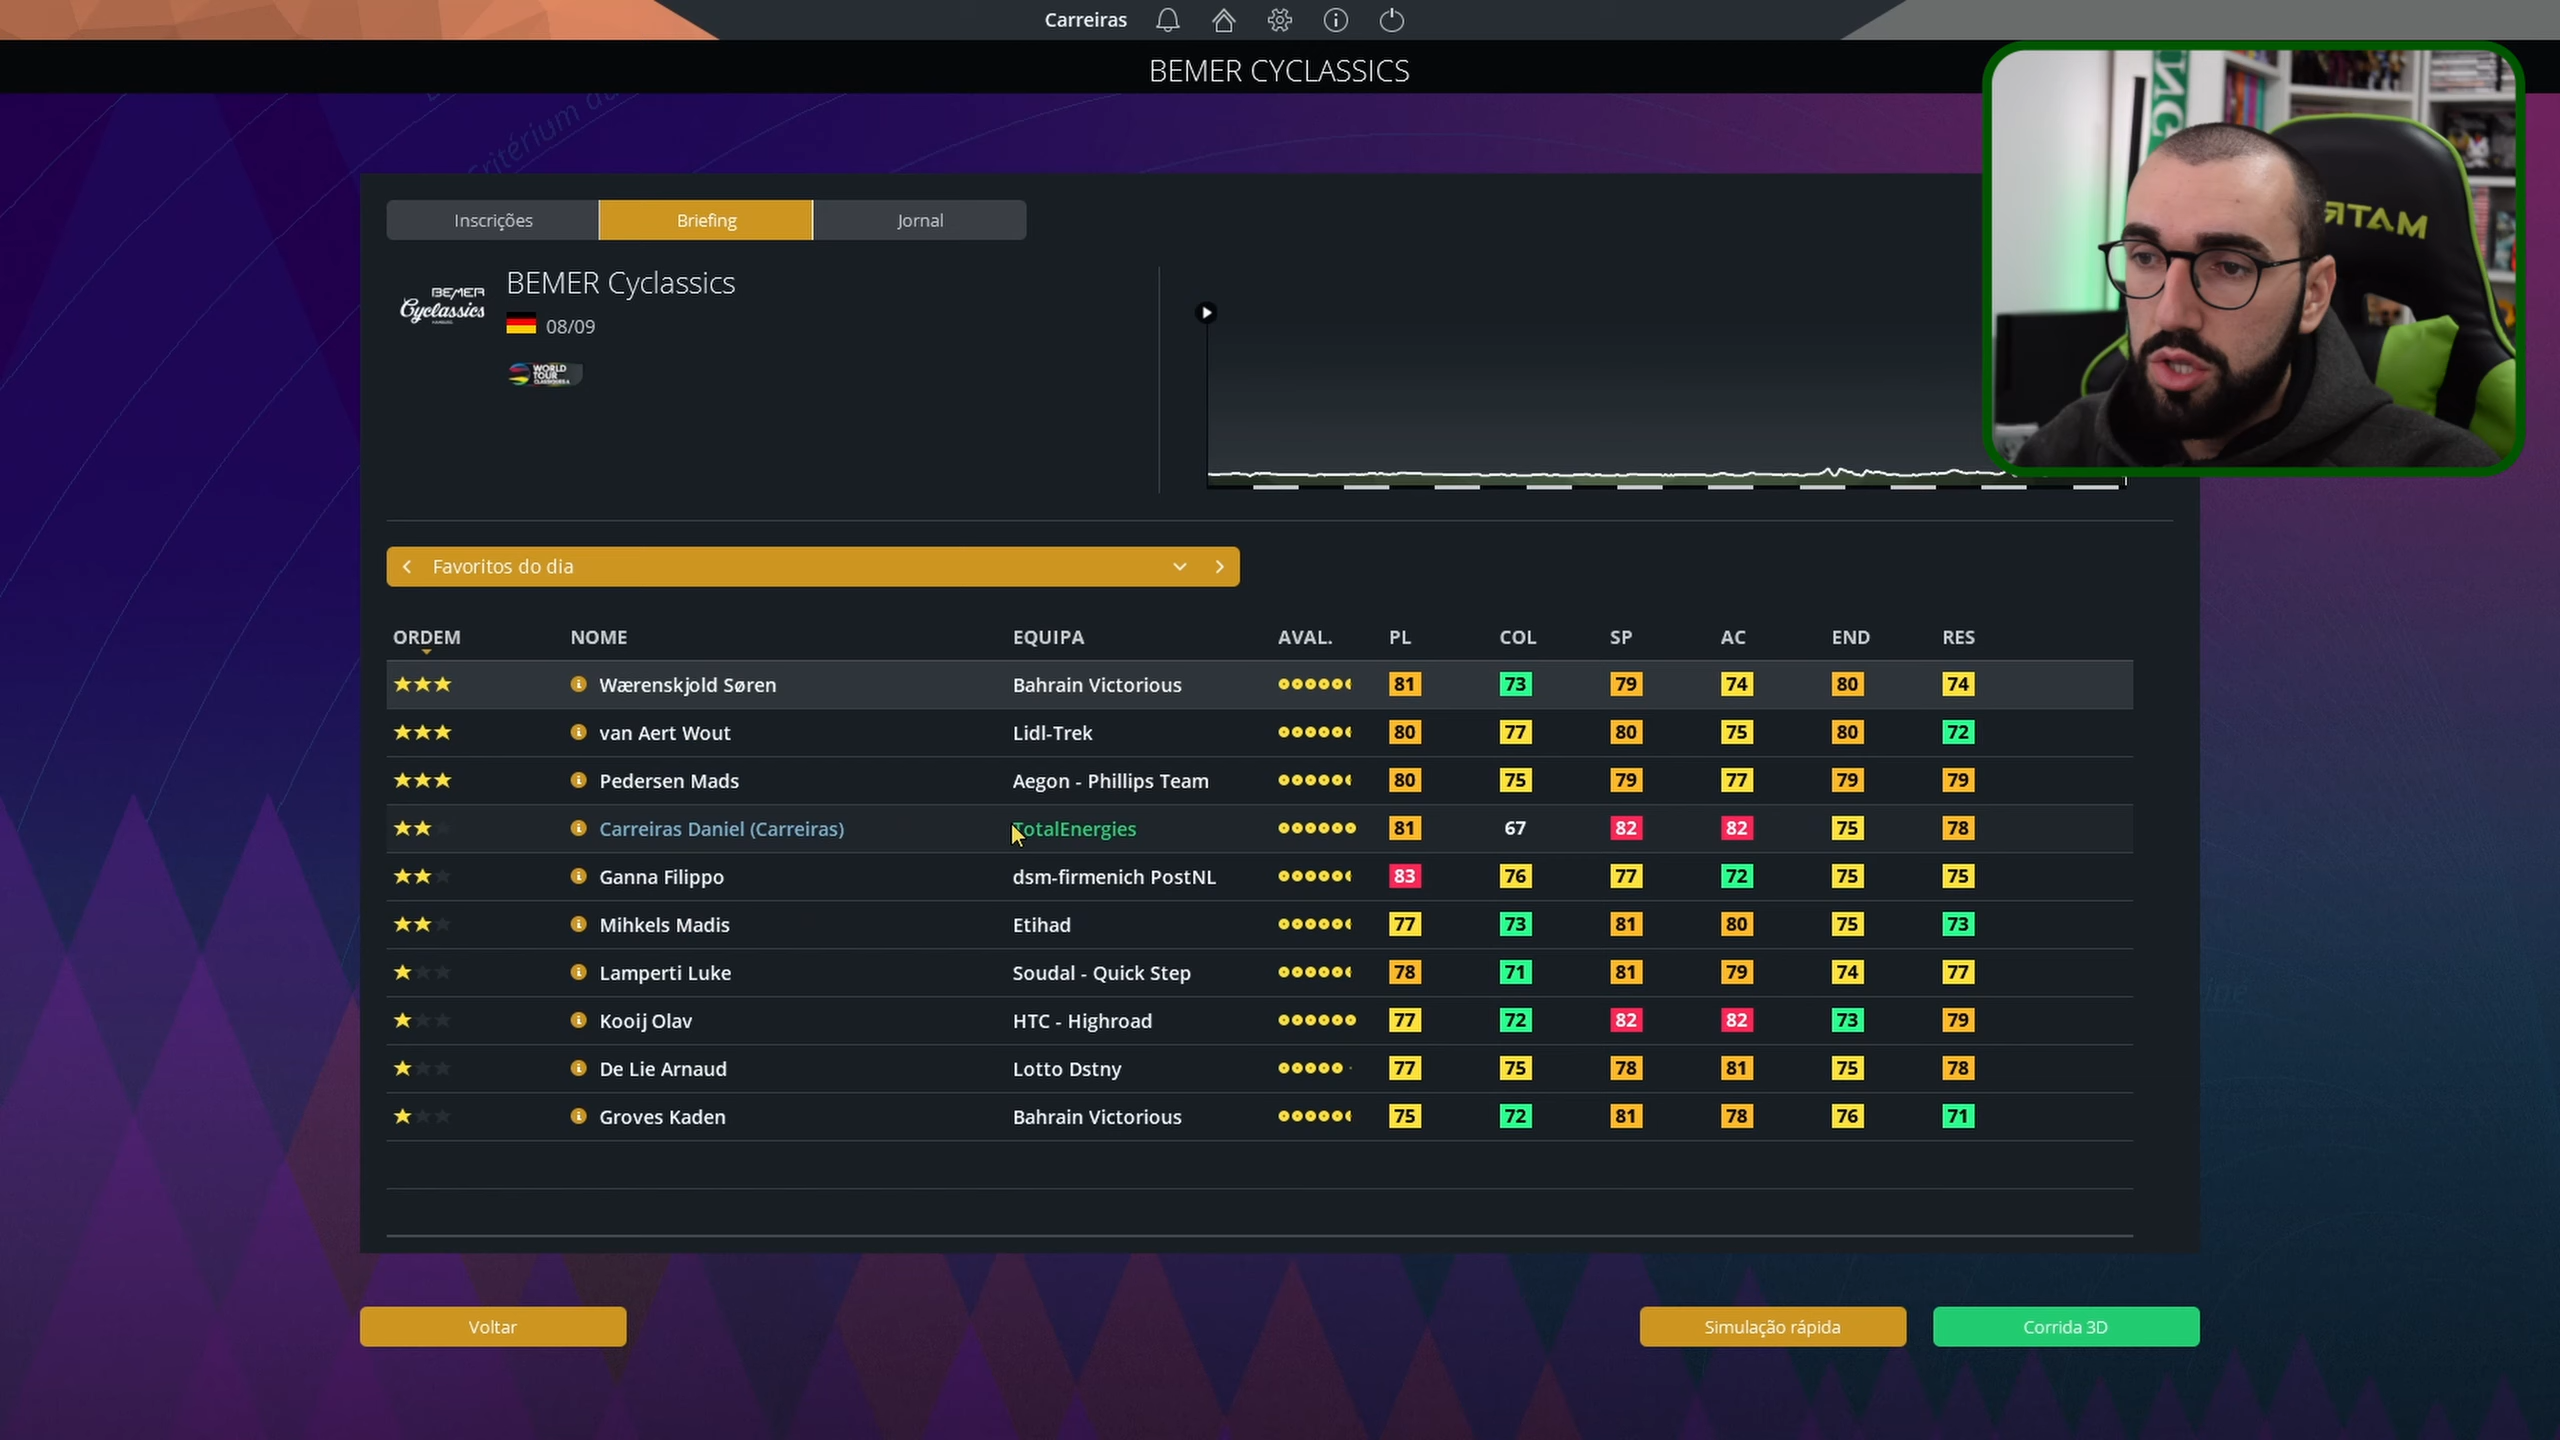 Carreiras
BEMER CYCLASSICS
Inscrições Briefing Jornal
BEMER Cyclassics
BEMER
Cyclassics
08/09
WORLD
TOUR
Favoritos do dia
ORDEM NOME EQUIPA AVAL. PL COL SP AC END RES
Wærenskjold Søren Bahrain Victorious 81 73 79 74 80 74
van Aert Wout Lidl-Trek 80 77 80 75 80 72
Pedersen Mads Aegon - Phillips Team 80 75 79 77 79 79
Carreiras Daniel (Carreiras) TotalEnergies 81 67 82 82 75 78
Ganna Filippo dsm-firmenich PostNL 83 76 77 72 75 75
Mihkels Madis Etihad 77 73 81 80 75 73
Lamperti Luke Soudal - Quick Step 78 71 81 79 74 77
Kooij Olav HTC - Highroad 77 72 82 82 73 79
De Lie Arnaud Lotto Dstny 77 75 78 81 75 78
Groves Kaden Bahrain Victorious 75 72 81 78 76 71
Voltar Simulação rápida Corrida 3D